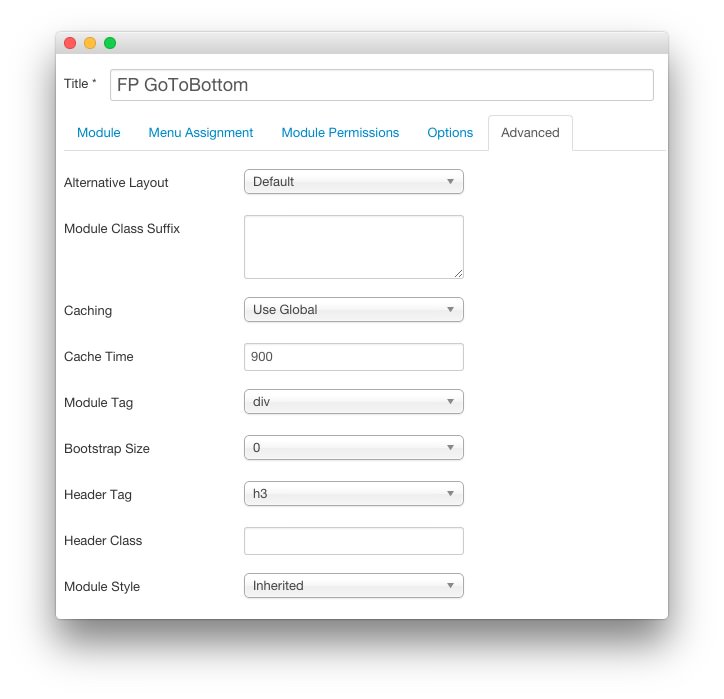 Title * FP GoToBottom
Module Menu Assignment Module Permissions Options Advanced
Alternative Layout Default
Module Class Suffix
Caching Use Global
Cache Time 900
Module Tag div
Bootstrap Size 0
Header Tag h3
Header Class
Module Style Inherited